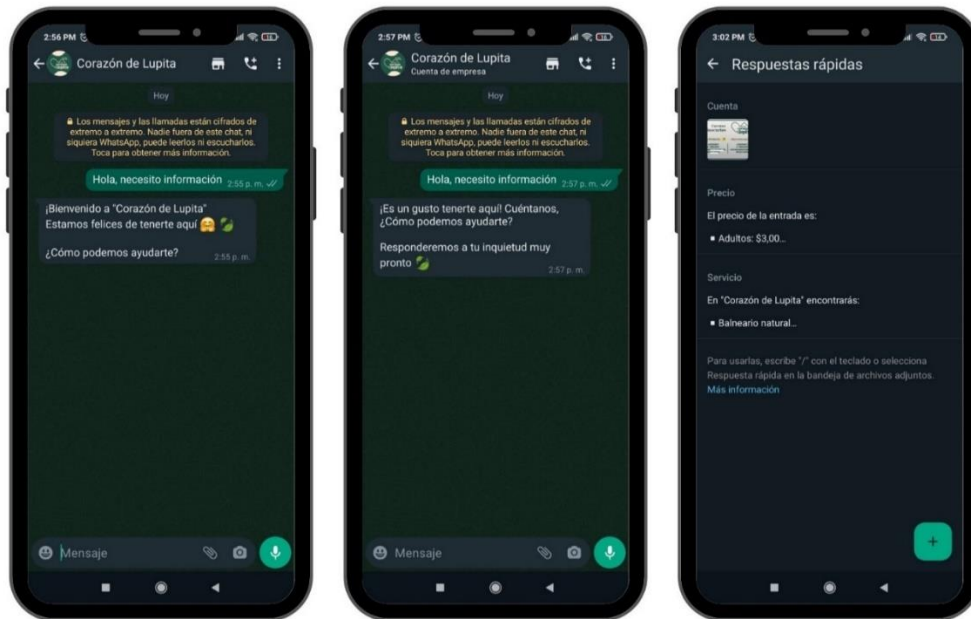 2:56 PM
Corazón de Lupita
Hoy
Los mensajes y las llamadas están cifrados de
extremo a extremo. Nadie fuera de este chat, ni
siquiera WhatsApp, puede leerlos ni escucharlos.
Toca para obtener más información.
Hola, necesito información 2:55 p. m.
¡Bienvenido a "Corazón de Lupita"
Estamos felices de tenerte aquí 🤗
¿Cómo podemos ayudarte? 2:55 p. m.
Mensaje
2:57 PM
Corazón de Lupita
Cuenta de empresa
Hoy
Los mensajes y las llamadas están cifrados de
extremo a extremo. Nadie fuera de este chat, ni
siquiera WhatsApp, puede leerlos ni escucharlos.
Toca para obtener más información.
Hola, necesito información 2:57 p. m.
¡Es un gusto tenerte aquí! Cuéntanos,
¿Cómo podemos ayudarte?
Responderemos a tu inquietud muy
pronto
2:57 p. m.
Mensaje
3:02 PM
Respuestas rápidas
Cuenta
Precio
El precio de la entrada es:
▪ Adultos: $3,00...
Servicio
En "Corazón de Lupita" encontrarás:
▪ Balneario natural...
Para usarlas, escribe "/" con el teclado o selecciona
Respuesta rápida en la bandeja de archivos adjuntos.
Más información